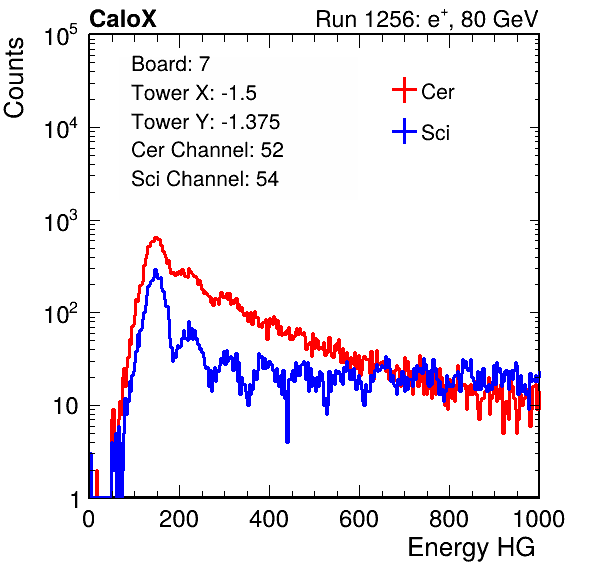 CaloX
Run 1256: e⁺, 80 GeV
Counts
10⁵
10⁴
10³
10²
10
1
Board: 7
Tower X: -1.5
Tower Y: -1.375
Cer Channel: 52
Sci Channel: 54
Cer
Sci
0 200 400 600 800 1000
Energy HG